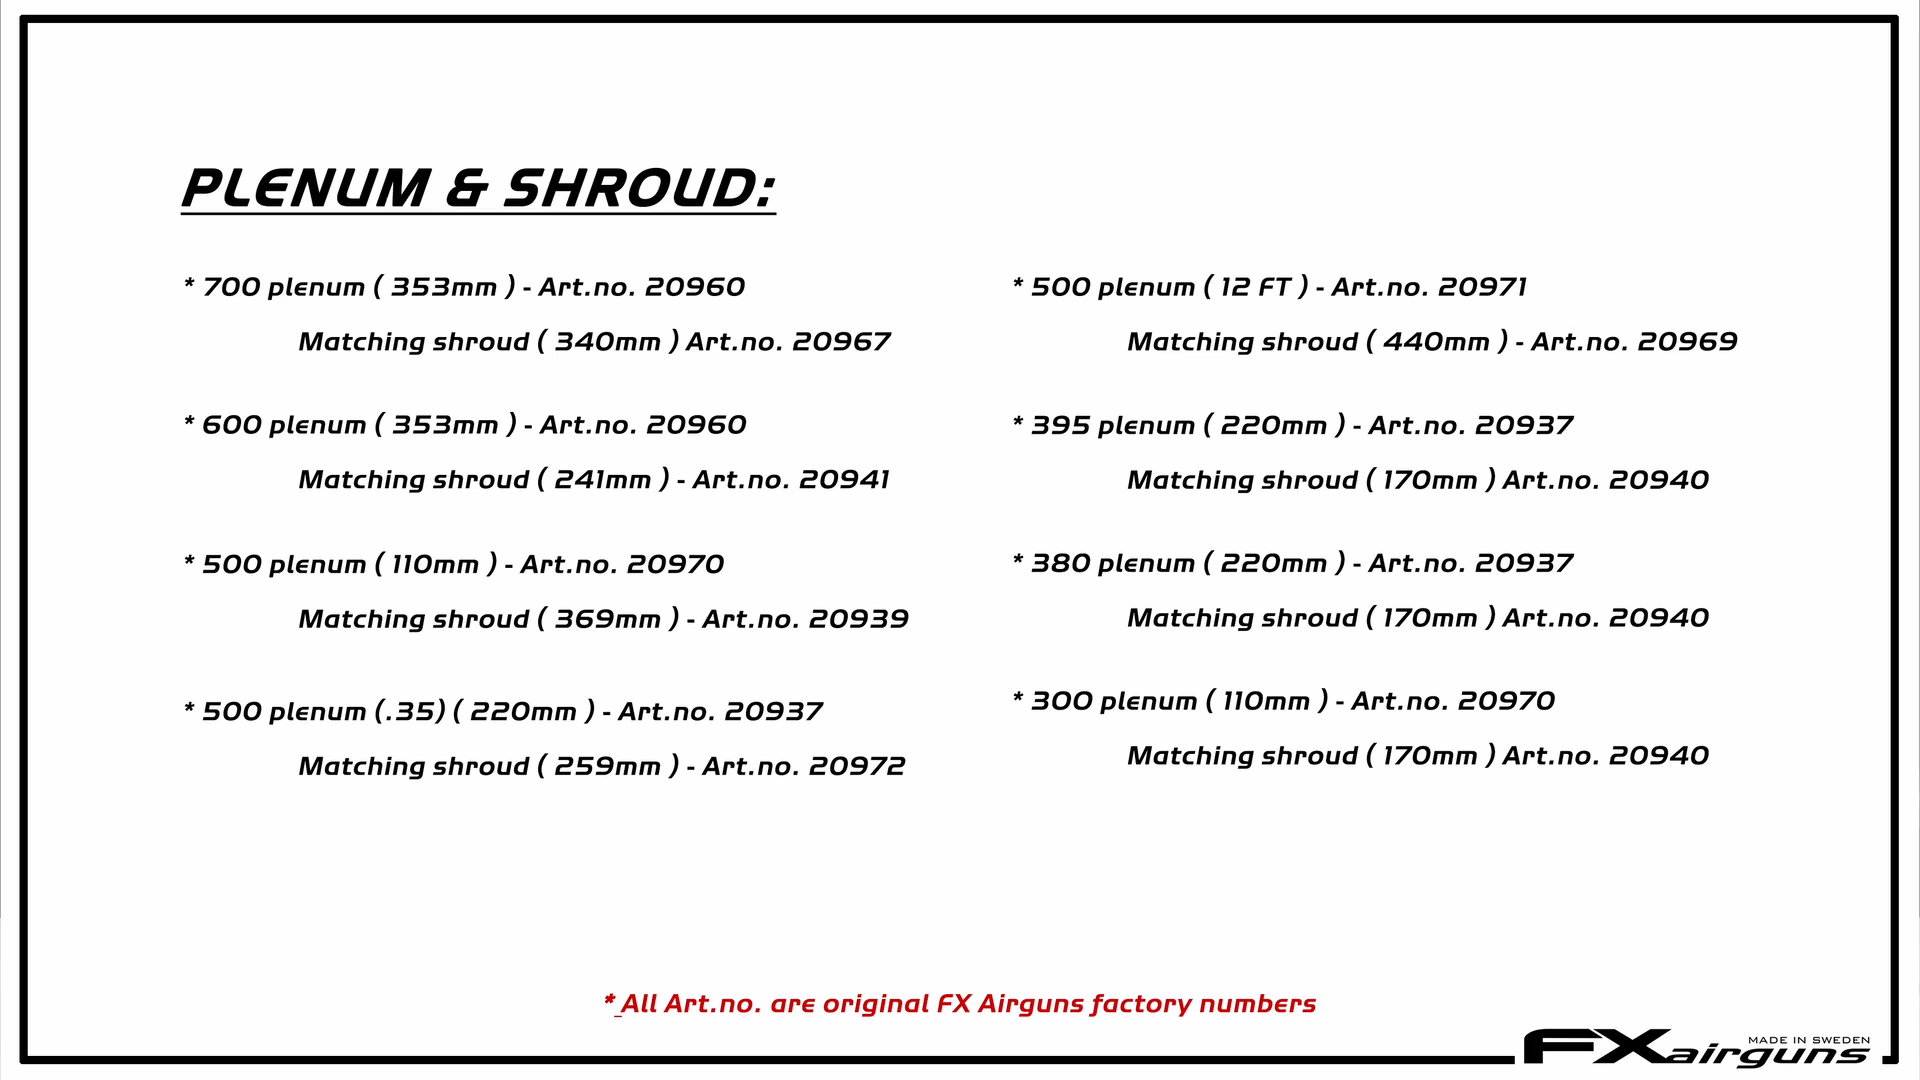 PLENUM & SHROUD:
* 700 plenum ( 353mm ) - Art.no. 20960
Matching shroud ( 340mm ) Art.no. 20967
* 600 plenum ( 353mm ) - Art.no. 20960
Matching shroud ( 241mm ) - Art.no. 20941
* 500 plenum ( 110mm ) - Art.no. 20970
Matching shroud ( 369mm ) - Art.no. 20939
* 500 plenum (.35) ( 220mm ) - Art.no. 20937
Matching shroud ( 259mm ) - Art.no. 20972
* 500 plenum ( 12 FT ) - Art.no. 20971
Matching shroud ( 440mm ) - Art.no. 20969
* 395 plenum ( 220mm ) - Art.no. 20937
Matching shroud ( 170mm ) Art.no. 20940
* 380 plenum ( 220mm ) - Art.no. 20937
Matching shroud ( 170mm ) Art.no. 20940
* 300 plenum ( 110mm ) - Art.no. 20970
Matching shroud ( 170mm ) Art.no. 20940
* All Art.no. are original FX Airguns factory numbers
MADE IN SWEDEN
FX airguns